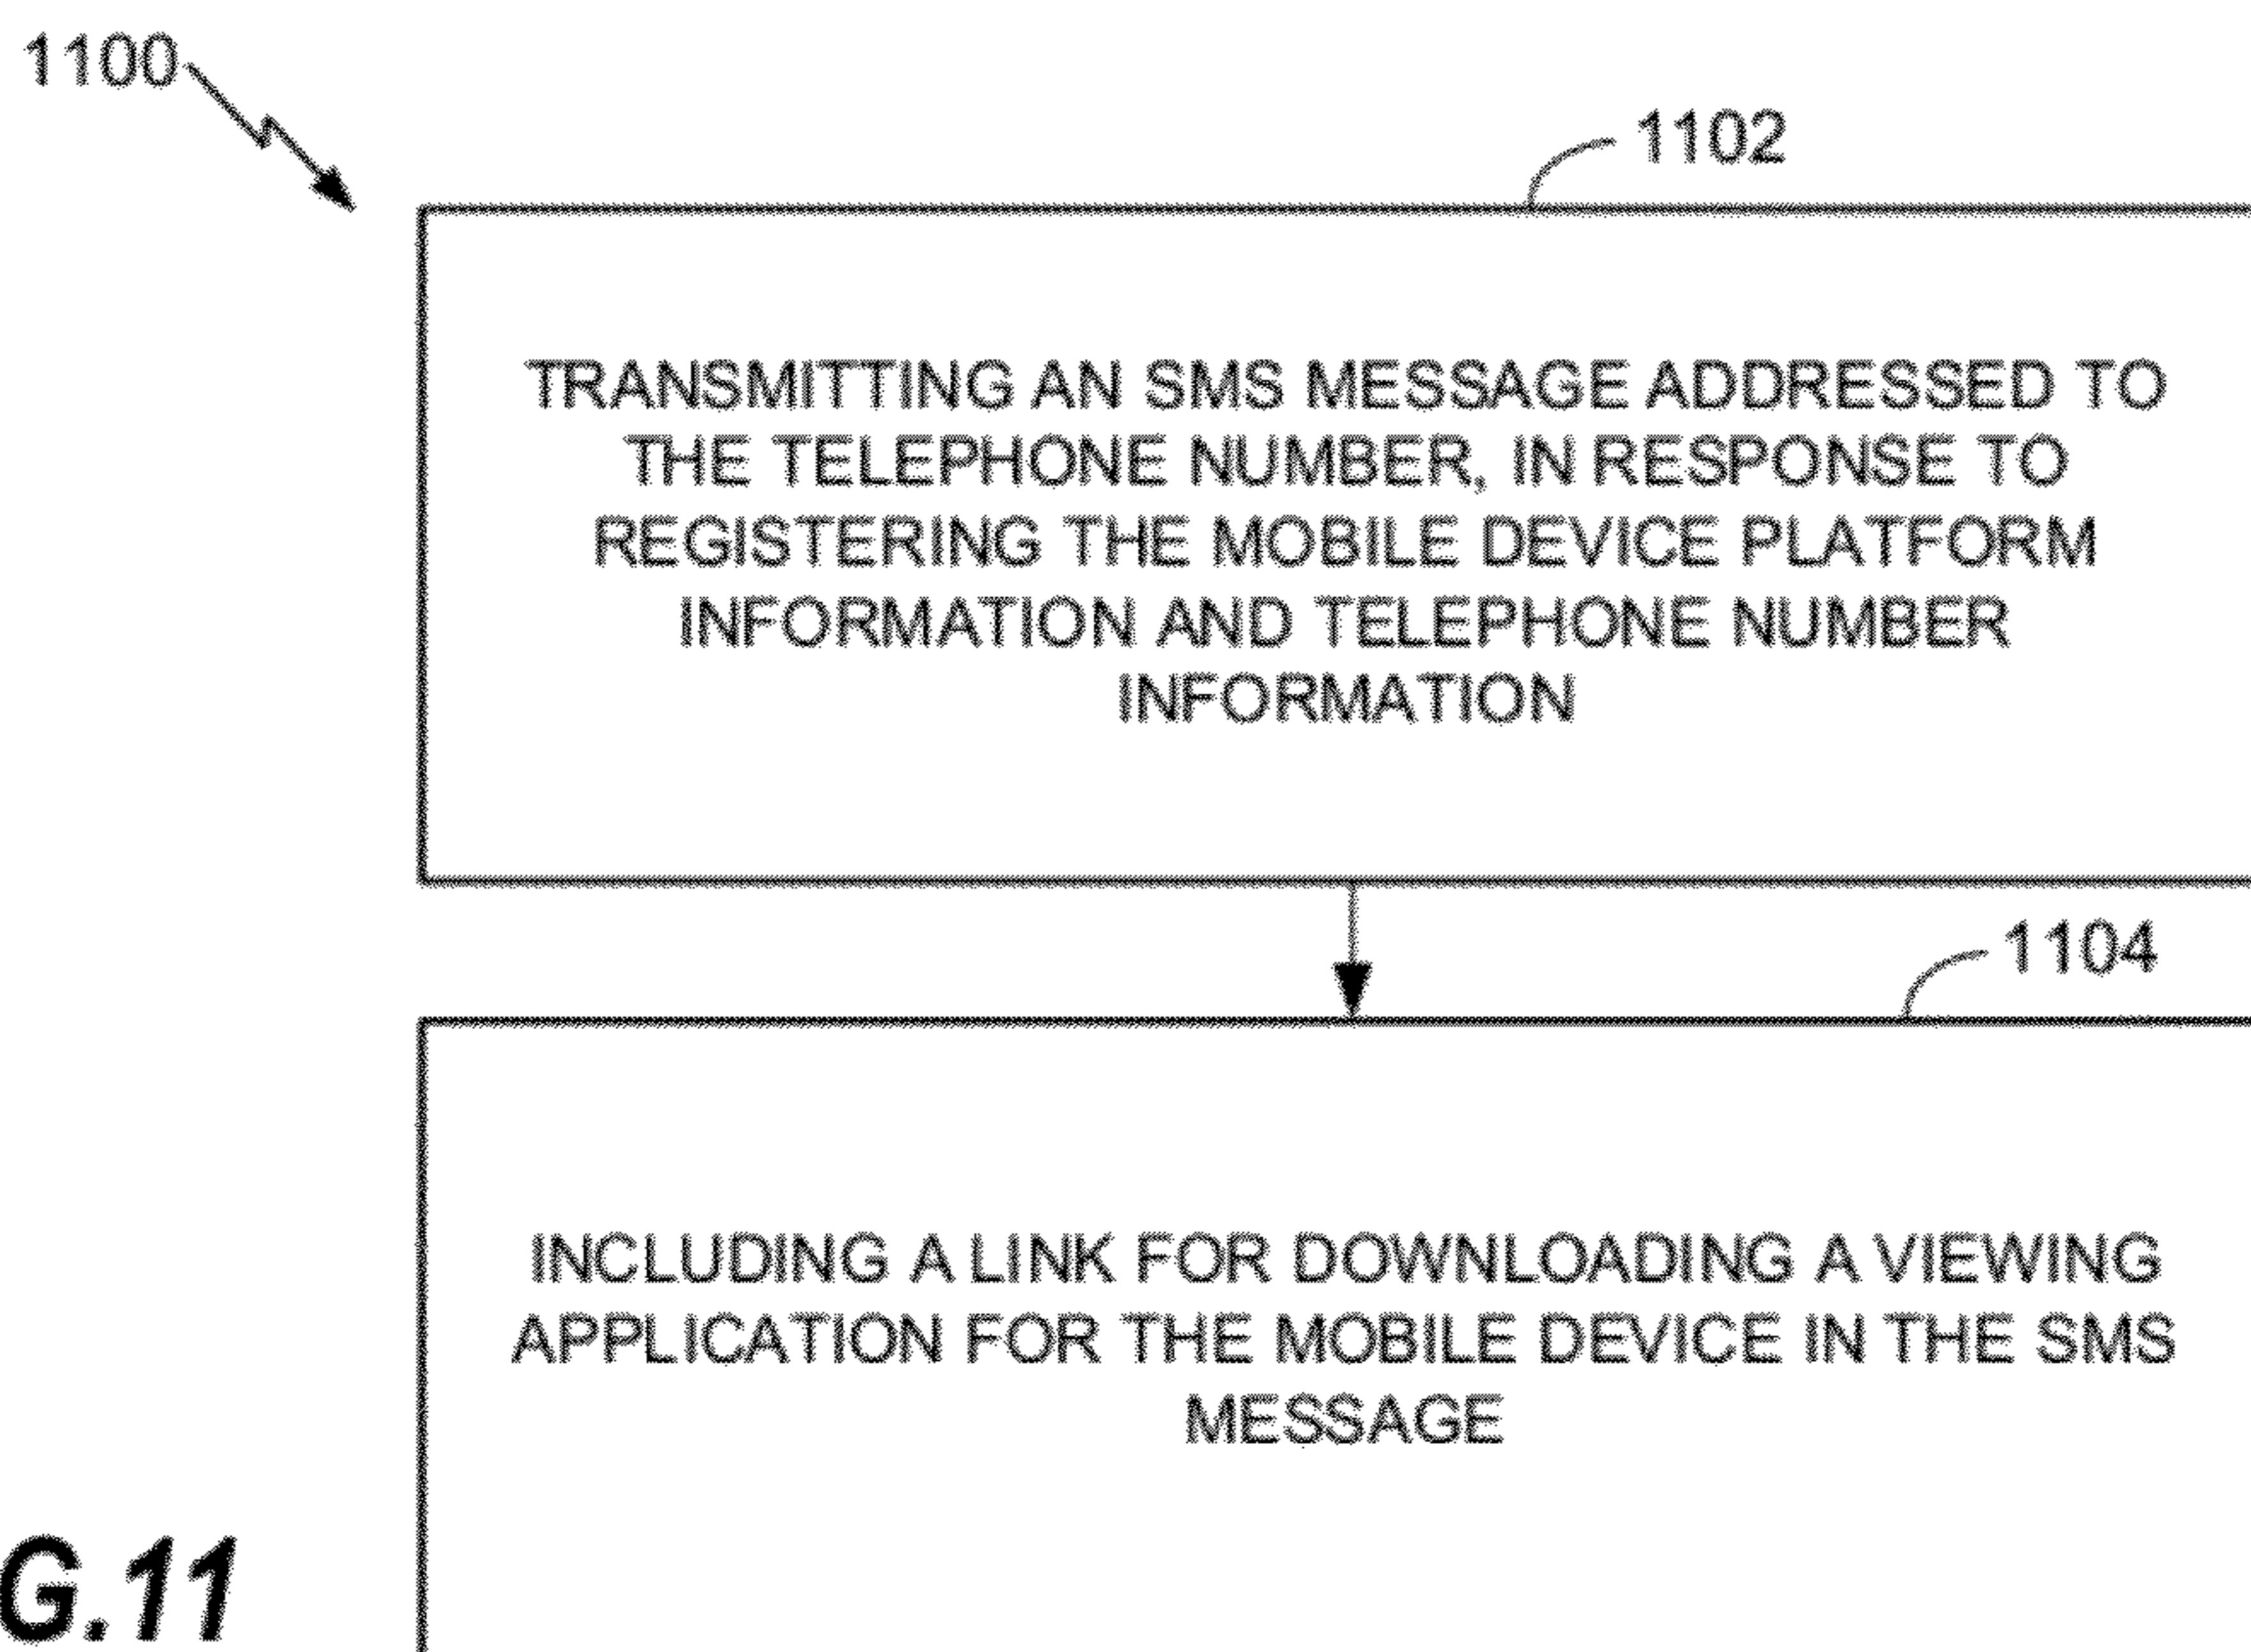 1100
1102
TRANSMITTING AN SMS MESSAGE ADDRESSED TO
THE TELEPHONE NUMBER, IN RESPONSE TO
REGISTERING THE MOBILE DEVICE PLATFORM
INFORMATION AND TELEPHONE NUMBER
INFORMATION
1104
INCLUDING A LINK FOR DOWNLOADING A VIEWING
APPLICATION FOR THE MOBILE DEVICE IN THE SMS
MESSAGE
G.11